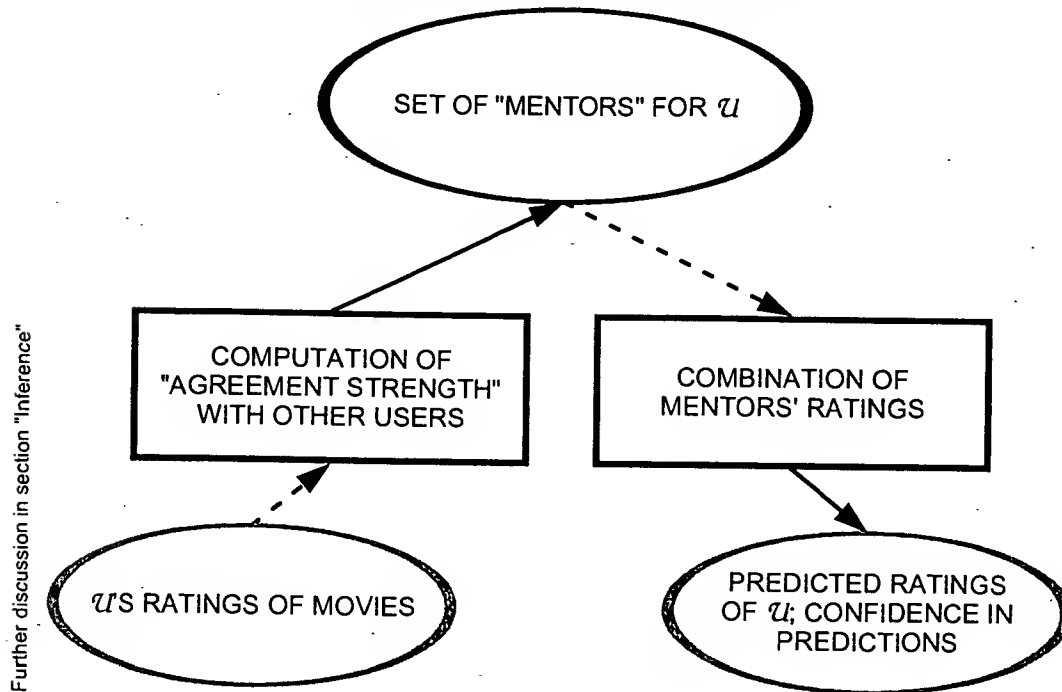 SET OF "MENTORS" FOR 𝒰
COMPUTATION OF
"AGREEMENT STRENGTH"
WITH OTHER USERS
COMBINATION OF
MENTORS' RATINGS
𝒰'S RATINGS OF MOVIES
PREDICTED RATINGS
OF 𝒰; CONFIDENCE IN
PREDICTIONS
Further discussion in section "Inference"